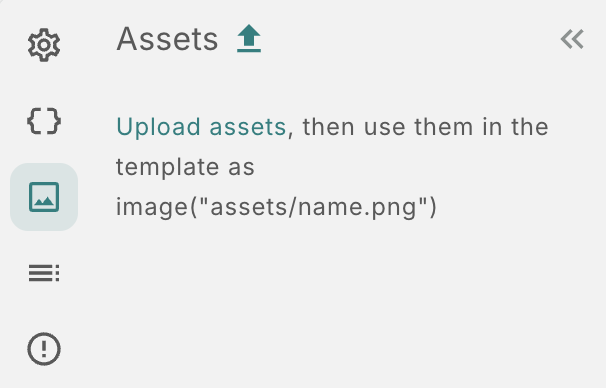 Assets
Upload assets, then use them in the
template as
image("assets/name.png")